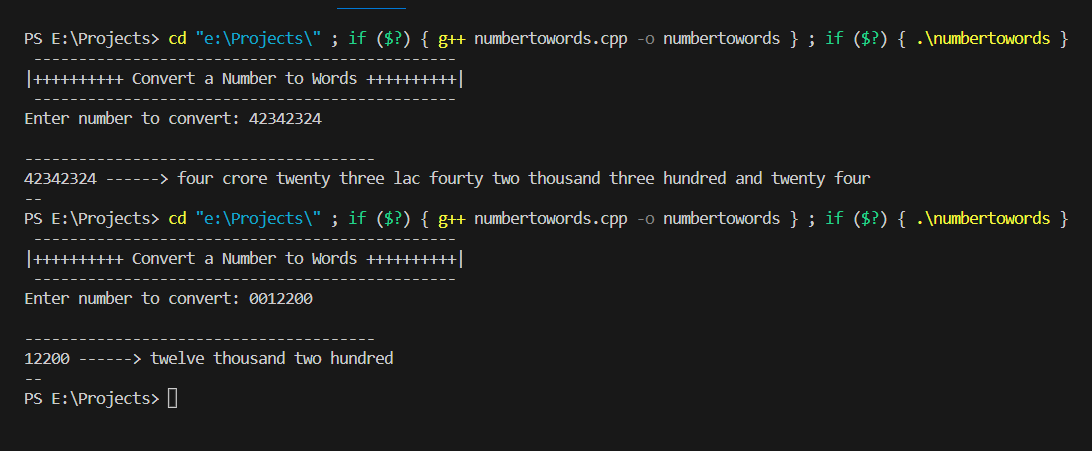 PS E:\Projects> cd "e:\Projects\" ; if ($?) { g++ numbertowords.cpp -o numbertowords } ; if ($?) { .\numbertowords }
 -----------------------------------------------
|++++++++++ Convert a Number to Words ++++++++++|
 -----------------------------------------------
Enter number to convert: 42342324
---------------------------------------
42342324 ------> four crore twenty three lac fourty two thousand three hundred and twenty four
--
PS E:\Projects> cd "e:\Projects\" ; if ($?) { g++ numbertowords.cpp -o numbertowords } ; if ($?) { .\numbertowords }
 -----------------------------------------------
|++++++++++ Convert a Number to Words ++++++++++|
 -----------------------------------------------
Enter number to convert: 0012200
---------------------------------------
12200 ------> twelve thousand two hundred
--
PS E:\Projects>